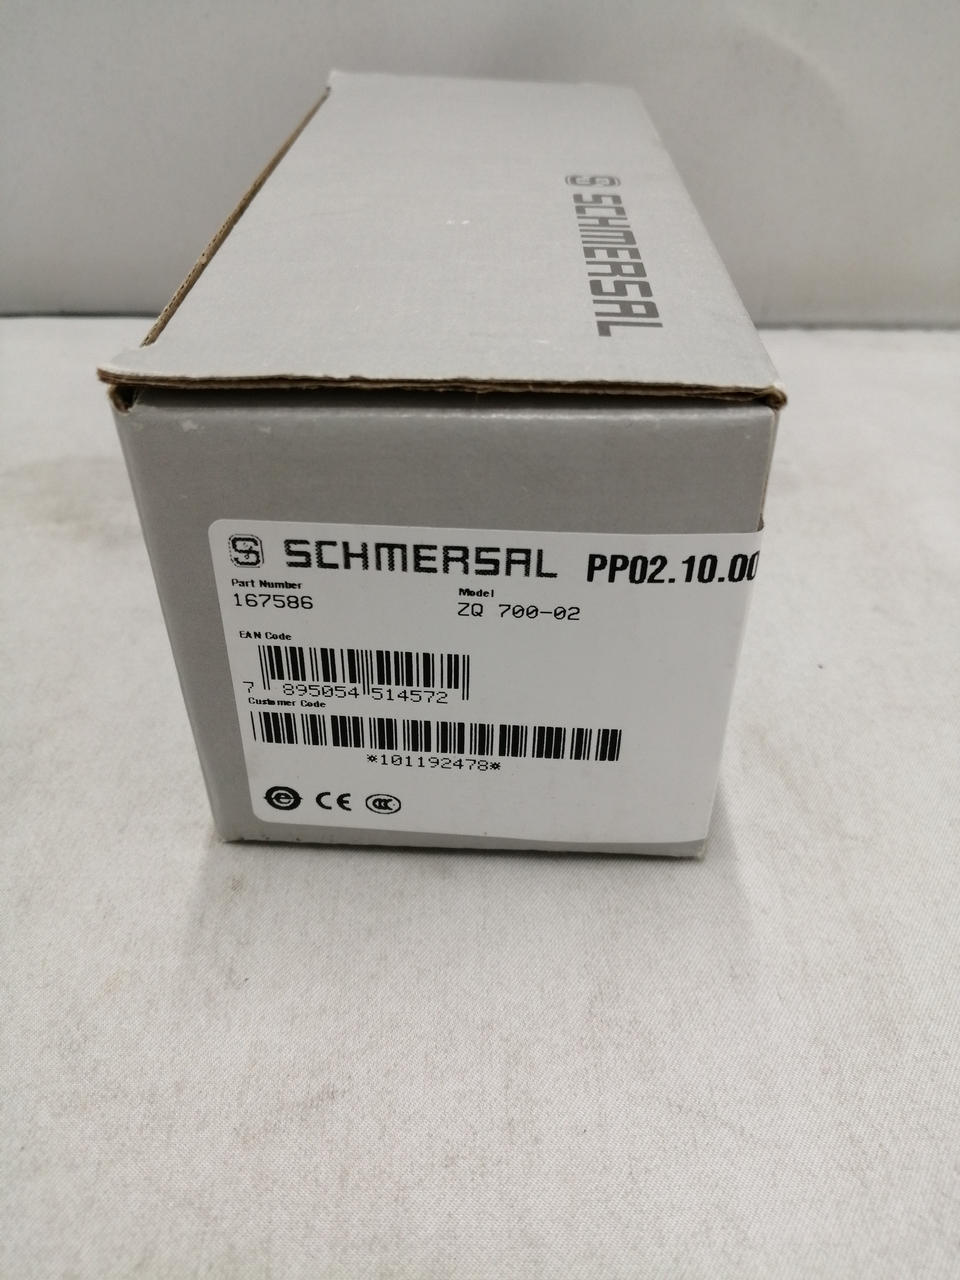 SCHMERSAL
SCHMERSAL PP02.10.00
Part Number
167586
Model
ZQ 700-02
EAN Code
7 895054 514572
Customer Code
*101192478*
CE